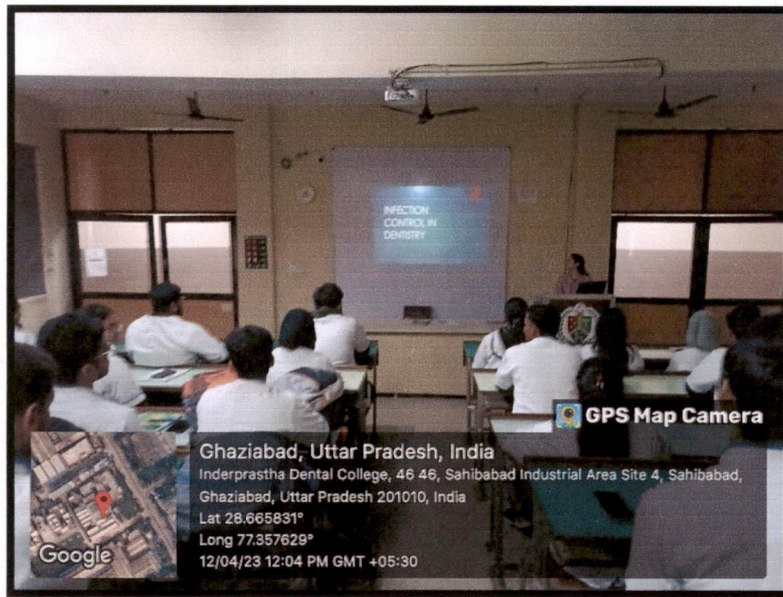 INFECTION
CONTROL IN
DENTISTRY
GPS Map Camera
Ghaziabad, Uttar Pradesh, India
Inderprastha Dental College, 46 46, Sahibabad Industrial Area Site 4, Sahibabad,
Ghaziabad, Uttar Pradesh 201010, India
Lat 28.665831°
Long 77.357629°
12/04/23 12:04 PM GMT +05:30
Google